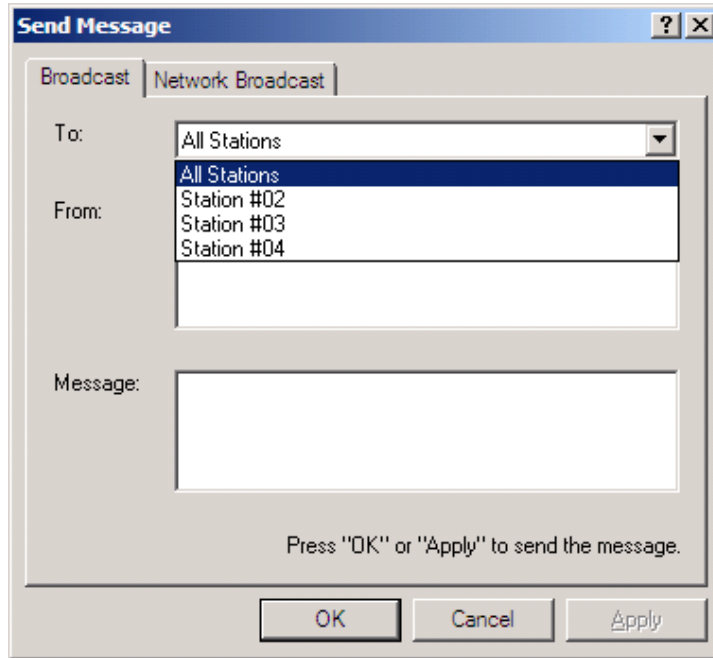 Send Message
Broadcast
Network Broadcast
To:
All Stations
All Stations
Station #02
Station #03
Station #04
From:
Message:
Press "OK" or "Apply" to send the message.
OK
Cancel
Apply